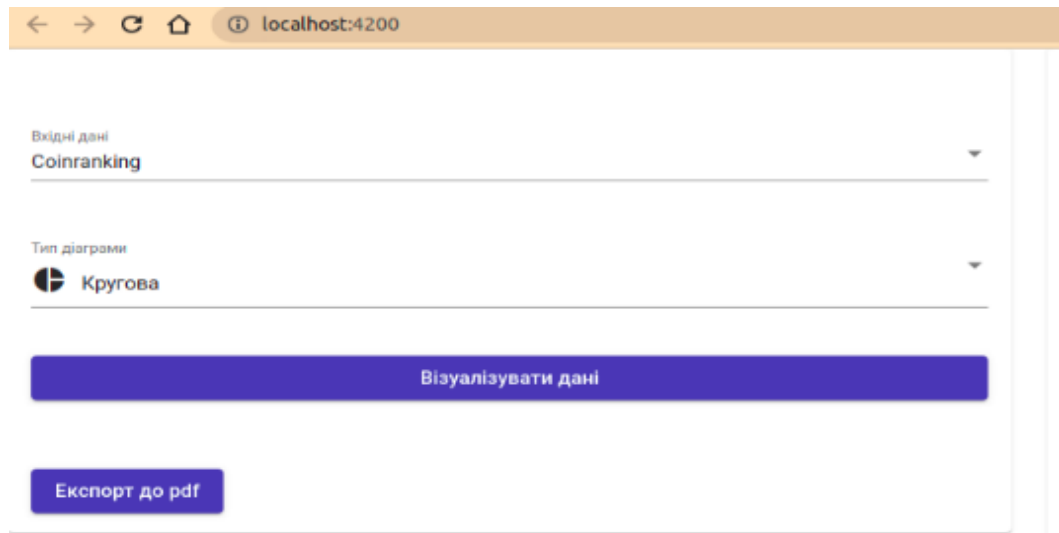 localhost:4200
Вхідні дані
Coinranking
Тип діаграми
Кругова
Візуалізувати дані
Експорт до pdf